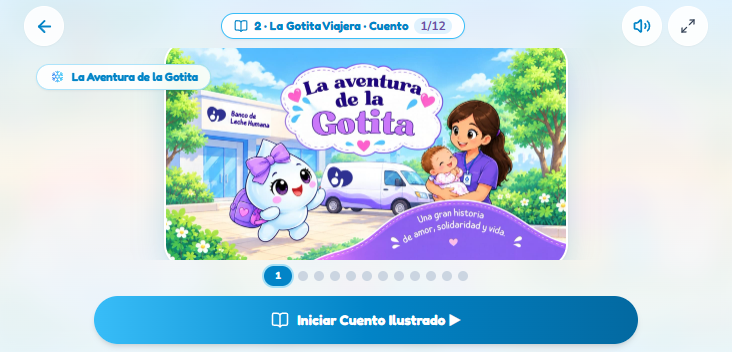 2 · La Gotita Viajera · Cuento 1/12
La Aventura de la Gotita
La aventura
de la
Gotita
Banco de
Leche Humana
Una gran historia
de amor, solidaridad y vida.
1
Iniciar Cuento Ilustrado ▶